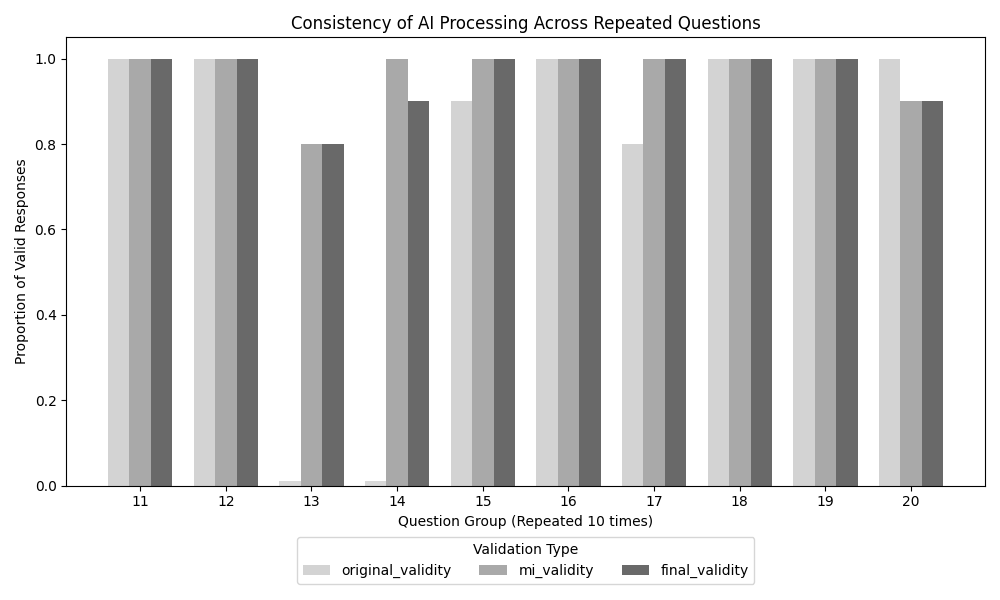 Consistency of AI Processing Across Repeated Questions
Proportion of Valid Responses
1.0
0.8
0.6
0.4
0.2
0.0
11 12 13 14 15 16 17 18 19 20
Question Group (Repeated 10 times)
Validation Type
original_validity mi_validity final_validity